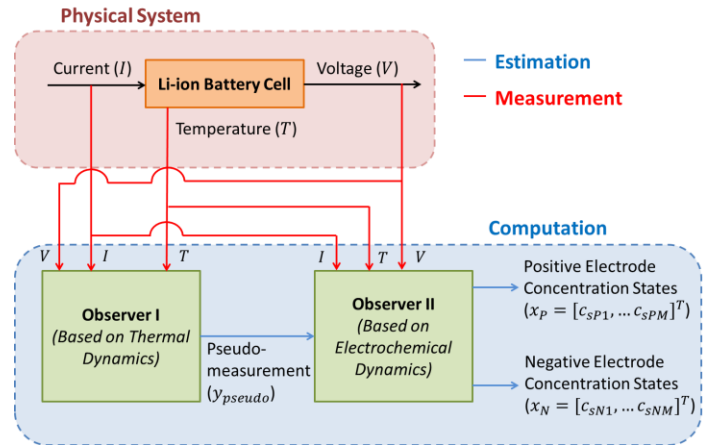 Physical System
Current (I)
Li-ion Battery Cell
Voltage (V)
Temperature (T)
Estimation
Measurement
Computation
V
I
T
I
T
V
Observer I
(Based on Thermal
Dynamics)
Pseudo-
measurement
(y_pseudo)
Observer II
(Based on
Electrochemical
Dynamics)
Positive Electrode
Concentration States
(x_P = [c_sP1, … c_sPM]^T)
Negative Electrode
Concentration States
(x_N = [c_sN1, … c_sNM]^T)